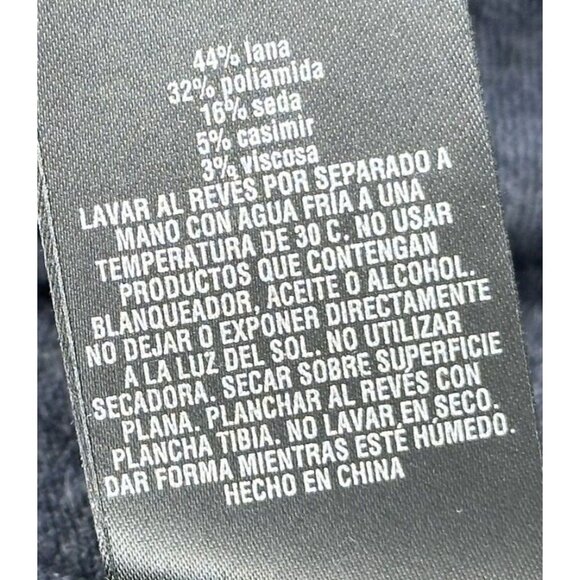 44% lana
32% poliamida
16% seda
5% casimir
3% viscosa
LAVAR AL REVÉS POR SEPARADO A
MANO CON AGUA FRÍA A UNA
TEMPERATURA DE 30 C. NO USAR
PRODUCTOS QUE CONTENGAN
BLANQUEADOR, ACEITE O ALCOHOL.
NO DEJAR O EXPONER DIRECTAMENTE
A LA LUZ DEL SOL. NO UTILIZAR
SECADORA. SECAR SOBRE SUPERFICIE
PLANA. PLANCHAR AL REVÉS CON
PLANCHA TIBIA. NO LAVAR EN SECO.
DAR FORMA MIENTRAS ESTÉ HÚMEDO.
HECHO EN CHINA